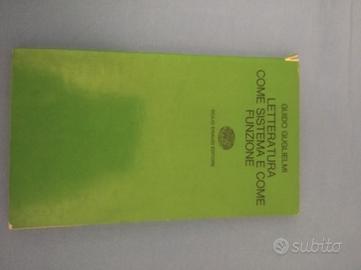 GUIDO GUGLIELMI
LETTERATURA
COME SISTEMA E COME
FUNZIONE
GIULIO EINAUDI EDITORE
subito